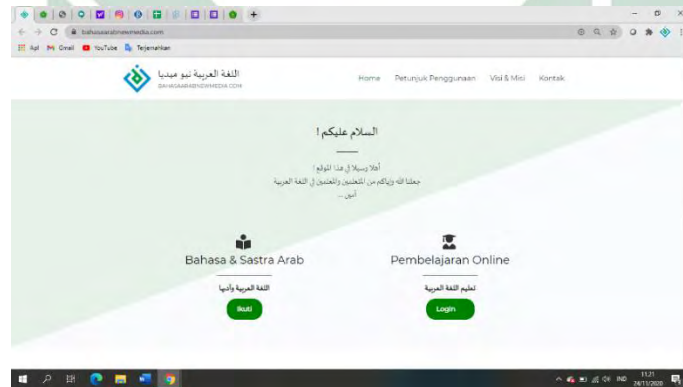 bahasaarabnewmedia.com
Apl Gmail YouTube Terjemahkan
اللغة العربية نيو ميديا
BAHASAARABNEWMEDIA.COM
Home Petunjuk Penggunaan Visi & Misi Kontak
السلام عليكم !
أهلا وسهلا في هذا الموقع !
جعلنا الله وإياكم من المتعلمين والمعلمين في اللغة العربية
أمين ...
Bahasa & Sastra Arab
اللغة العربية وأدبها
Ikuti
Pembelajaran Online
تعليم اللغة العربية
Login
IND
11.21
24/11/2020